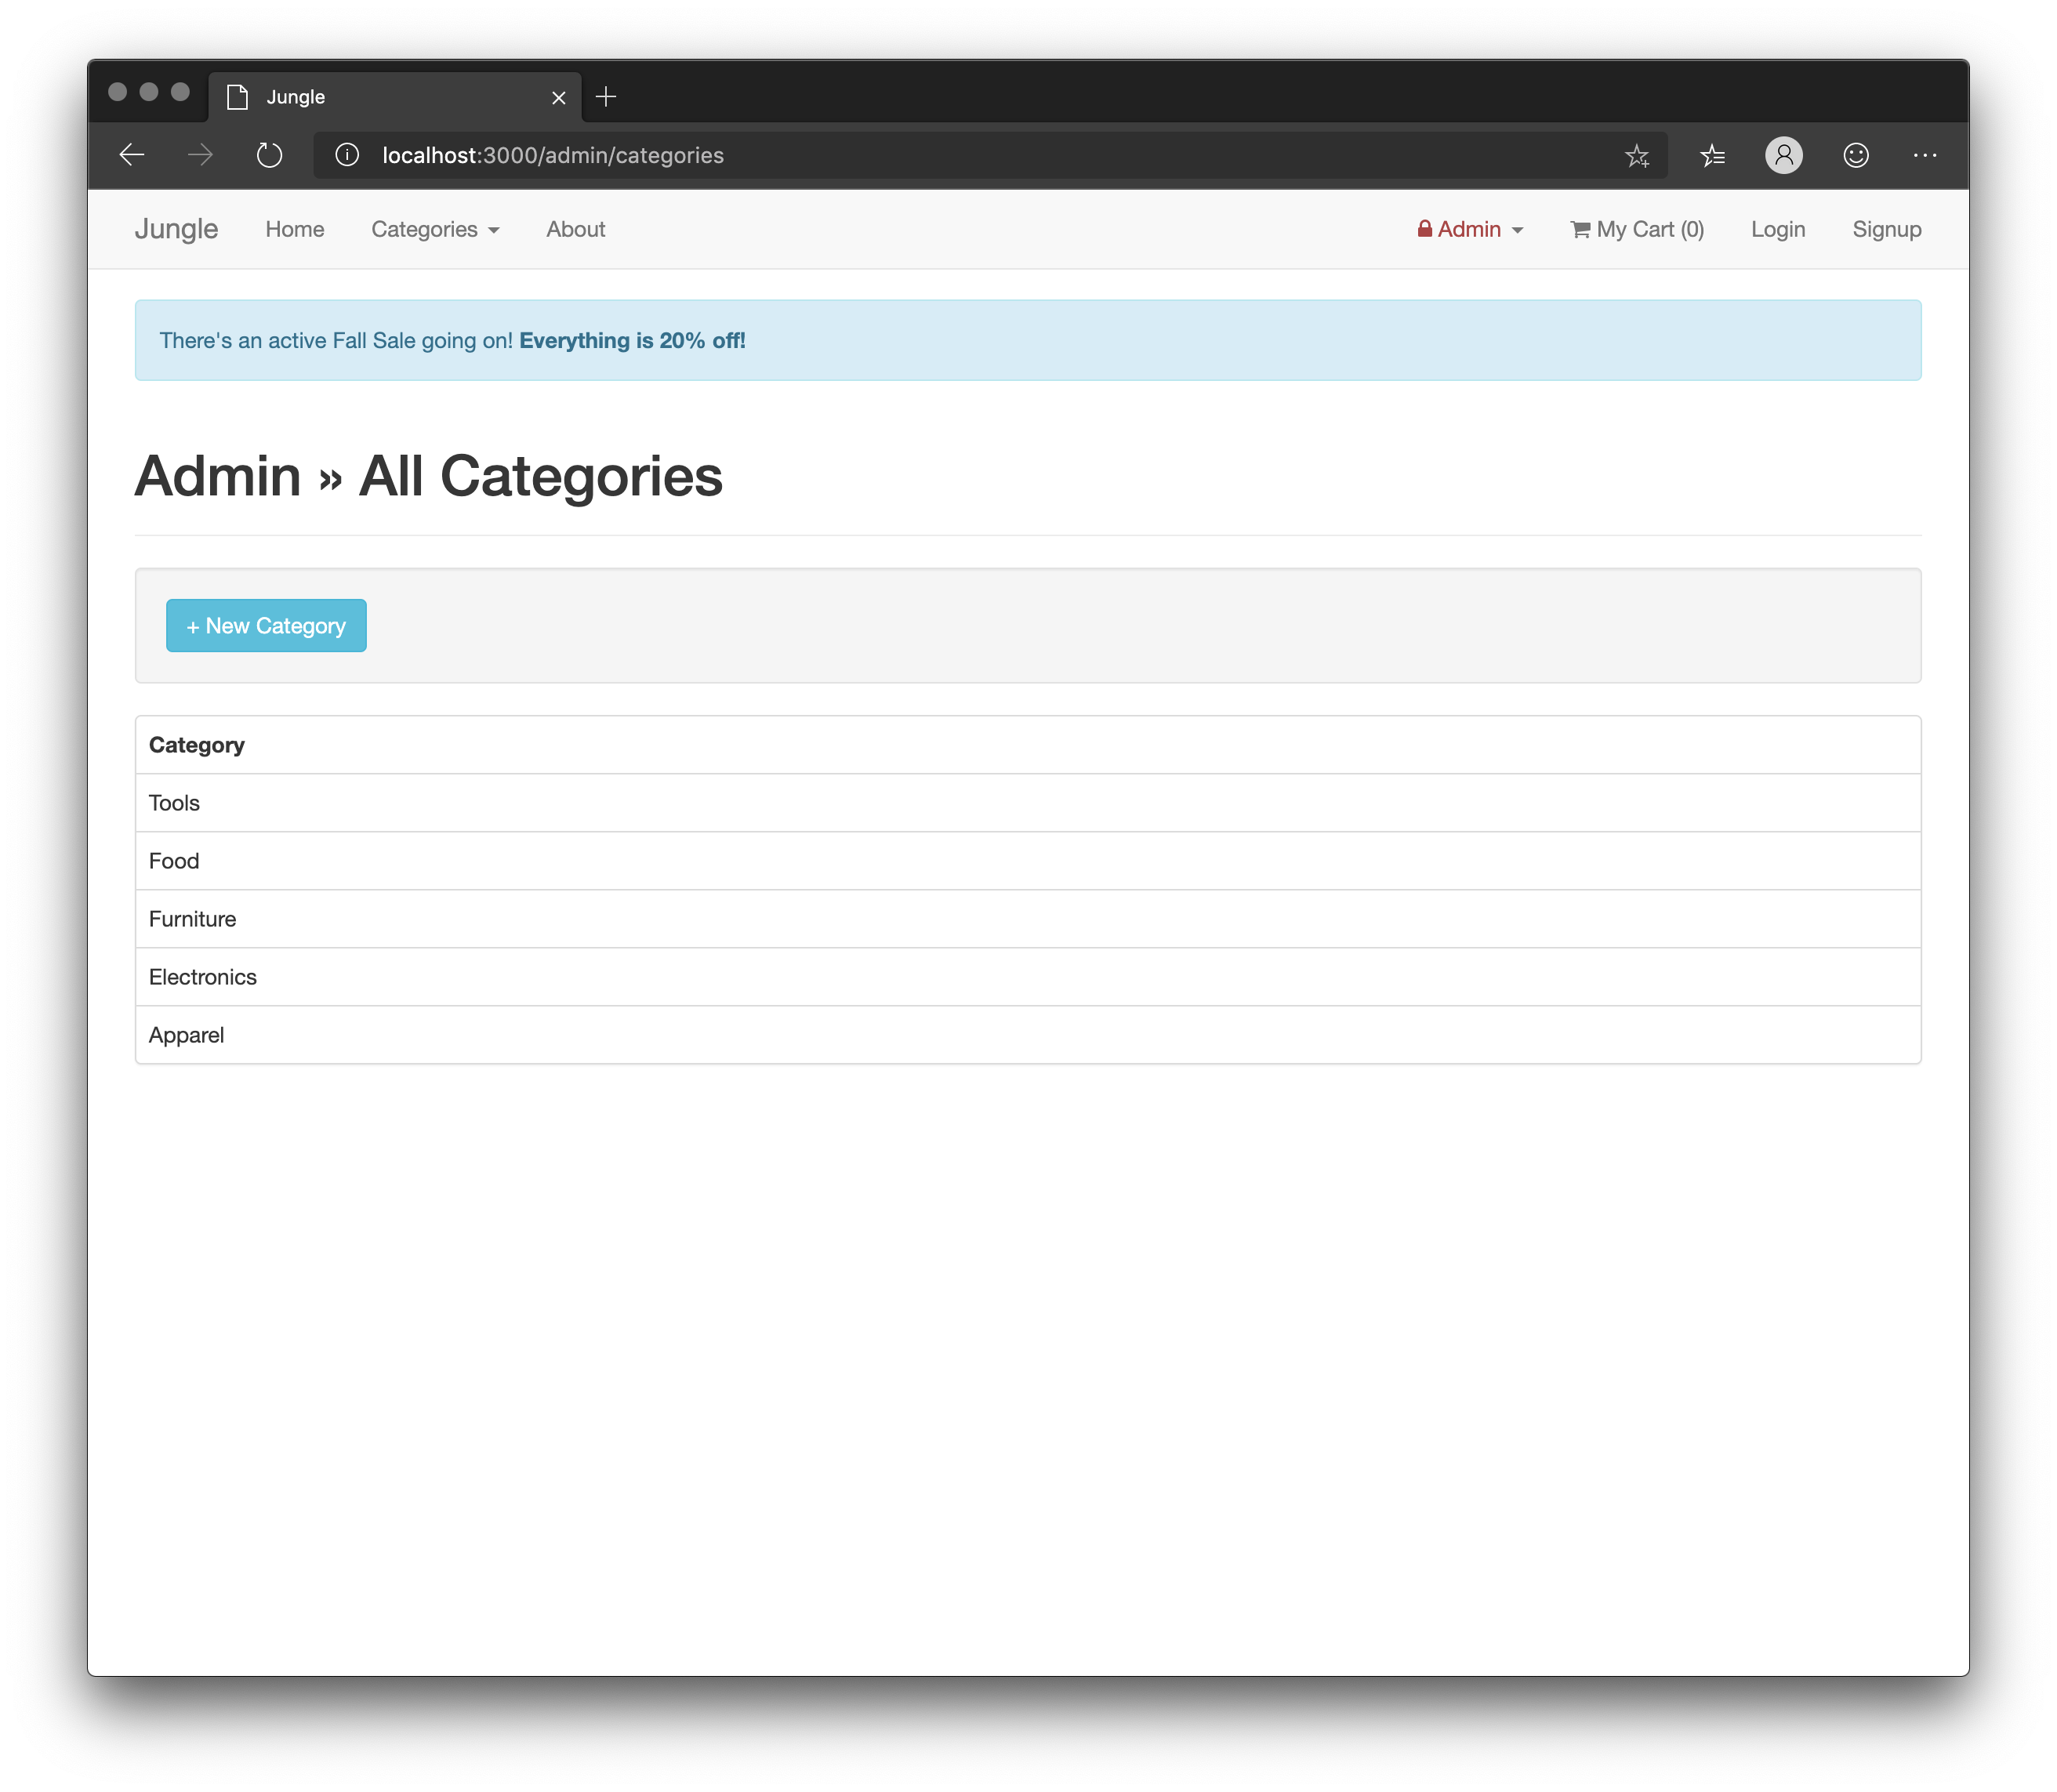 Jungle
localhost:3000/admin/categories
Jungle Home Categories About Admin My Cart (0) Login Signup
There's an active Fall Sale going on! Everything is 20% off!
Admin » All Categories
+ New Category
Category
Tools
Food
Furniture
Electronics
Apparel